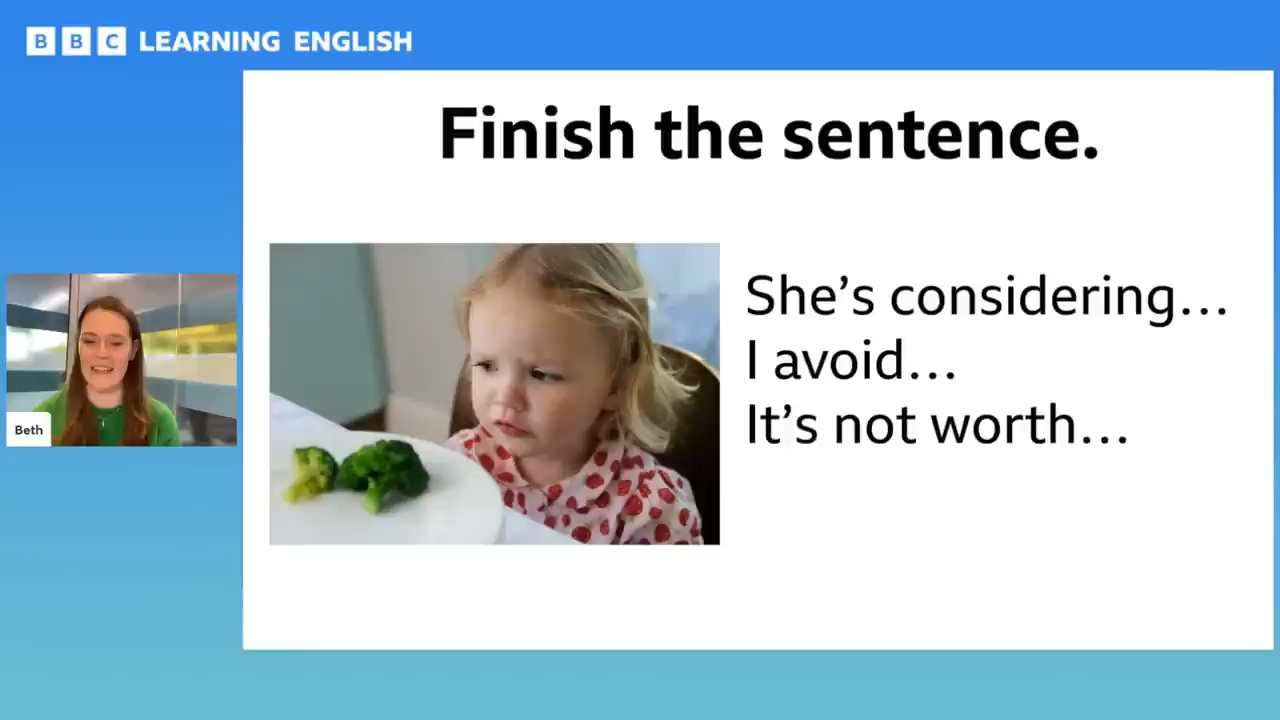 BBC LEARNING ENGLISH
Finish the sentence.
She's considering…
I avoid…
It's not worth…
Beth